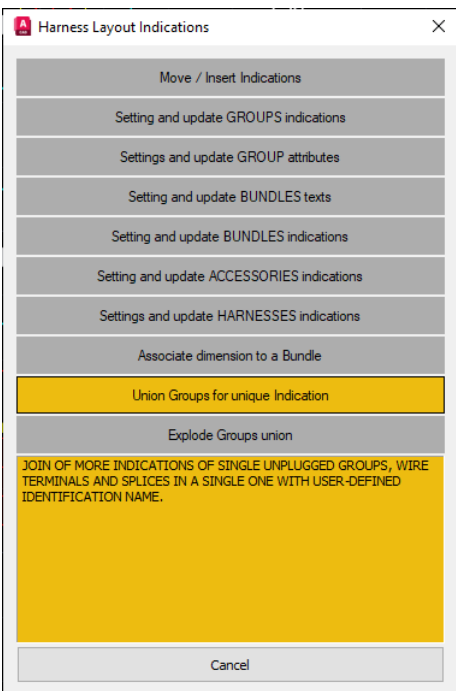 A
CAD
Harness Layout Indications
Move / Insert Indications
Setting and update GROUPS indications
Settings and update GROUP attributes
Setting and update BUNDLES texts
Setting and update BUNDLES indications
Setting and update ACCESSORIES indications
Settings and update HARNESSES indications
Associate dimension to a Bundle
Union Groups for unique Indication
Explode Groups union
JOIN OF MORE INDICATIONS OF SINGLE UNPLUGGED GROUPS, WIRE
TERMINALS AND SPLICES IN A SINGLE ONE WITH USER-DEFINED
IDENTIFICATION NAME.
Cancel